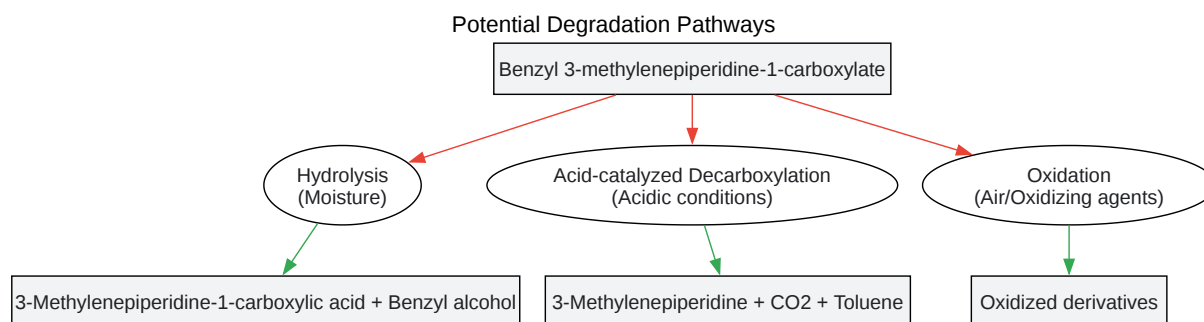 Potential Degradation Pathways
Benzyl 3-methylenepiperidine-1-carboxylate
Hydrolysis
(Moisture)
Acid-catalyzed Decarboxylation
(Acidic conditions)
Oxidation
(Air/Oxidizing agents)
3-Methylenepiperidine-1-carboxylic acid + Benzyl alcohol
3-Methylenepiperidine + CO2 + Toluene
Oxidized derivatives